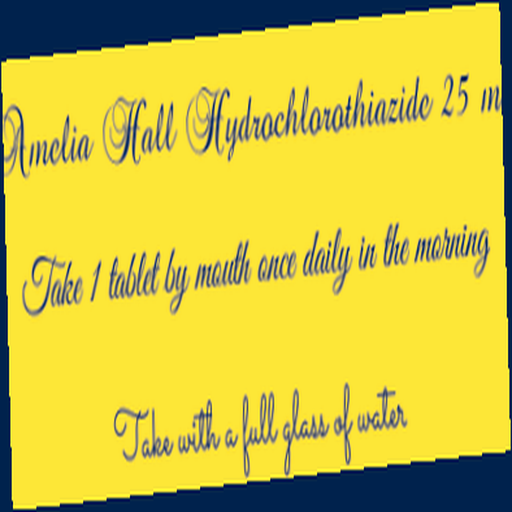 Amelia Hall Hydrochlorothiazide 25 m
Take 1 tablet by mouth once daily in the morning
Take with a full glass of water